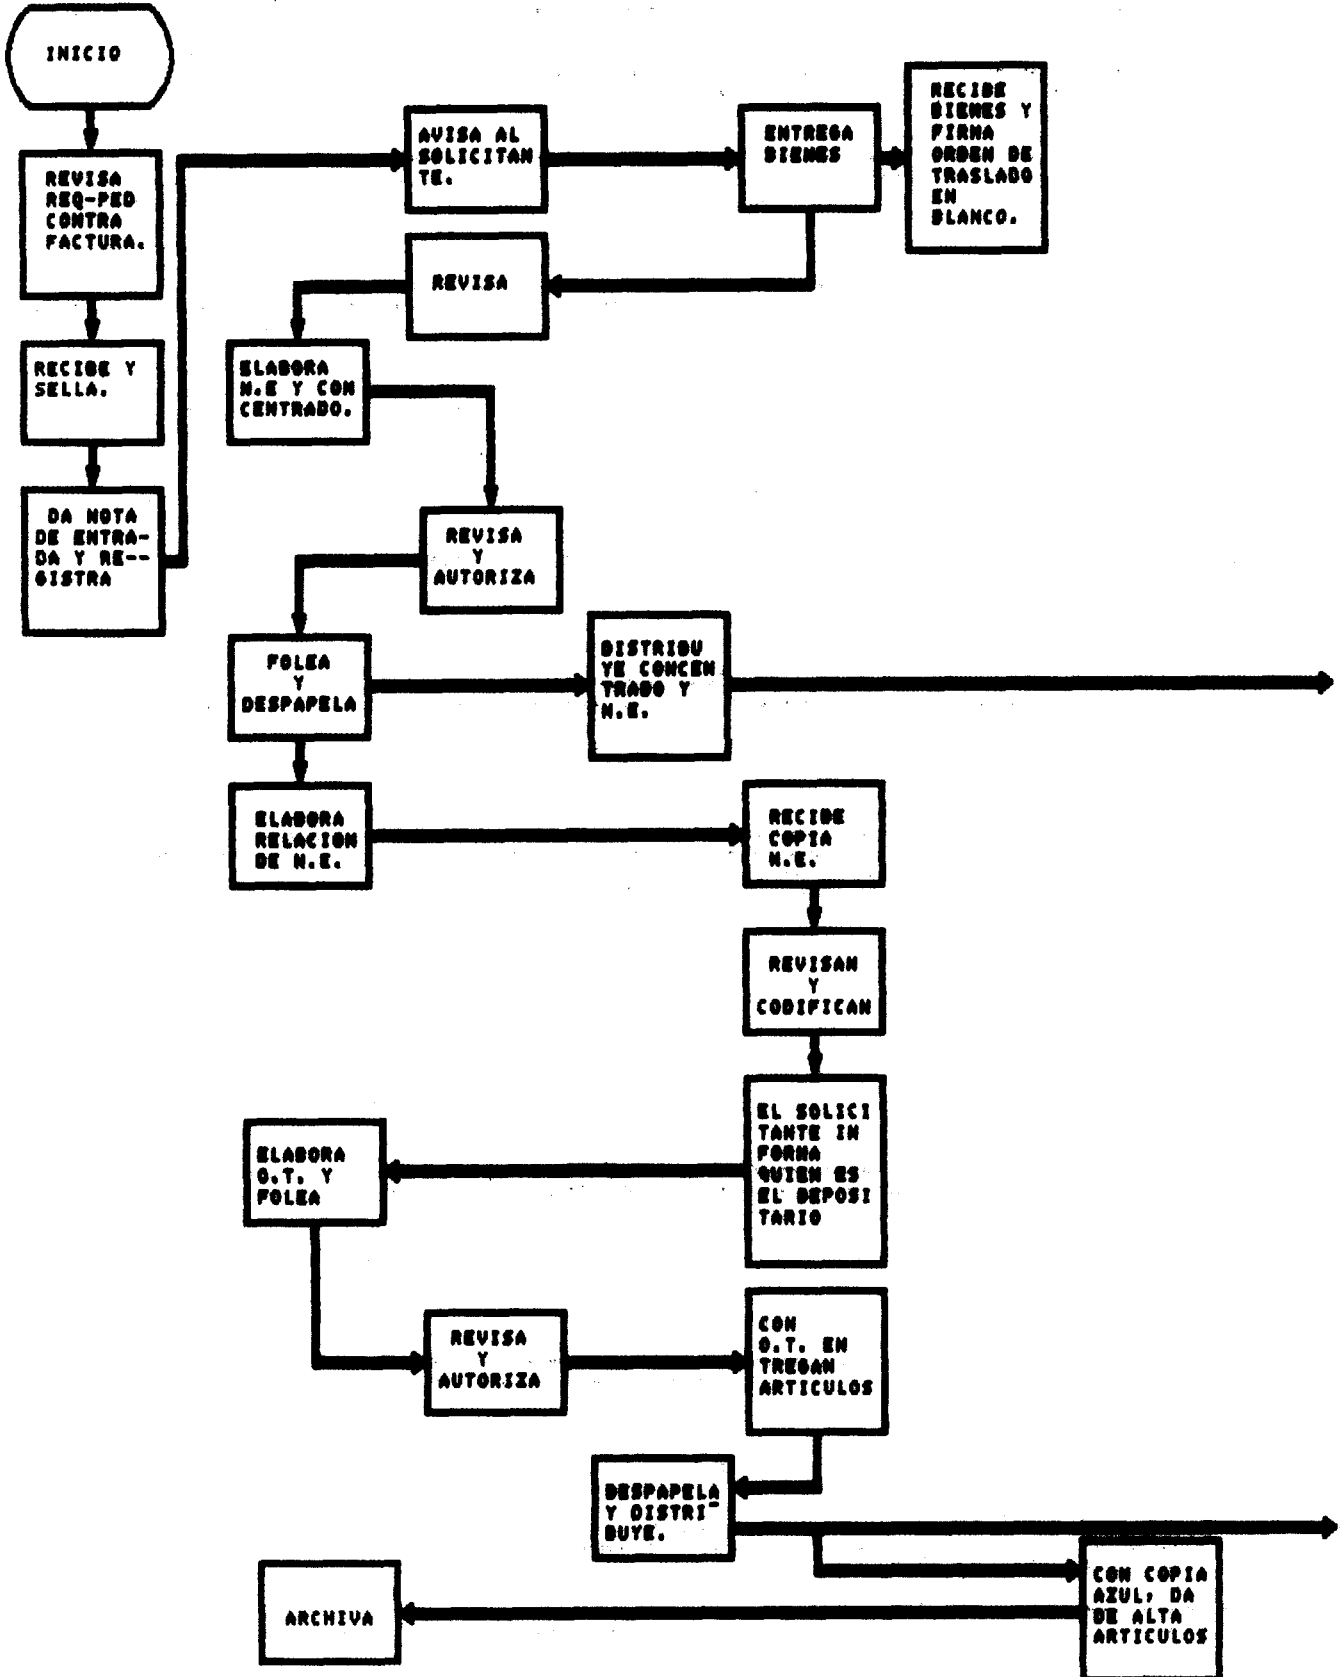 INICIO
REVISA
REQ-PED
CONTRA
FACTURA.
RECIBE Y
SELLA.
DA NOTA
DE ENTRA-
DA Y RE--
GISTRA
AVISA AL
SOLICITAN
TE.
ENTREGA
BIENES
RECIBE
BIENES Y
FIRMA
ORDEN DE
TRASLADO
EN
BLANCO.
REVISA
ELABORA
N.E Y CON
CENTRADO.
REVISA
Y
AUTORIZA
FOLEA
Y
DESPAPELA
DISTRIBU
YE CONCEN
TRADO Y
N.E.
ELABORA
RELACION
DE N.E.
RECIBE
COPIA
N.E.
REVISAN
Y
CODIFICAN
EL SOLICI
TANTE IN
FORMA
QUIEN ES
EL DEPOSI
TARIO
ELABORA
O.T. Y
FOLEA
REVISA
Y
AUTORIZA
CON
O.T. EN
TREGAN
ARTICULOS
DESPAPELA
Y DISTRI-
BUYE.
CON COPIA
AZUL, DA
DE ALTA
ARTICULOS
ARCHIVA